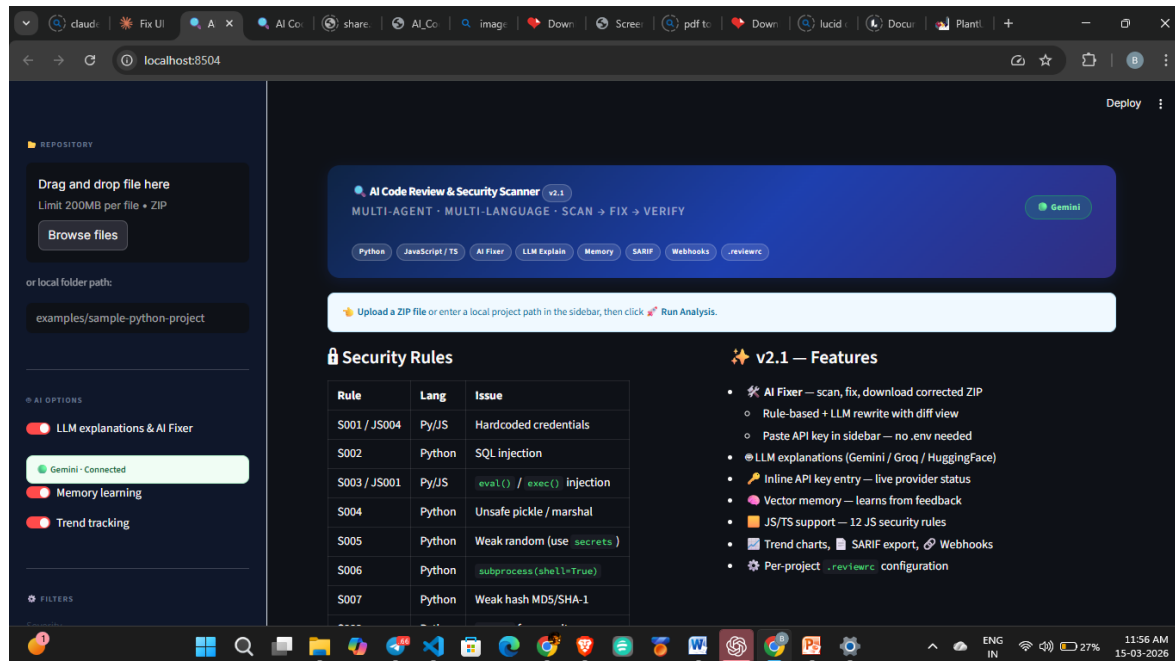 claude
Fix UI
A
AI Co
share.
AI_Co
image
Down
Scree
pdf to
Down
lucid
Docur
PlantU
localhost:8504
B
Deploy
REPOSITORY
Drag and drop file here
Limit 200MB per file • ZIP
Browse files
or local folder path:
examples/sample-python-project
AI OPTIONS
LLM explanations & AI Fixer
Gemini · Connected
Memory learning
Trend tracking
FILTERS
AI Code Review & Security Scanner v2.1
MULTI-AGENT · MULTI-LANGUAGE · SCAN → FIX → VERIFY
Gemini
Python JavaScript / TS AI Fixer LLM Explain Memory SARIF Webhooks .reviewrc
Upload a ZIP file or enter a local project path in the sidebar, then click 🚀 Run Analysis.
Security Rules
Rule Lang Issue
S001 / JS004 Py/JS Hardcoded credentials
S002 Python SQL injection
S003 / JS001 Py/JS eval() / exec() injection
S004 Python Unsafe pickle / marshal
S005 Python Weak random (use secrets )
S006 Python subprocess(shell=True)
S007 Python Weak hash MD5/SHA-1
✨ v2.1 — Features
• 🛠 AI Fixer — scan, fix, download corrected ZIP
○ Rule-based + LLM rewrite with diff view
○ Paste API key in sidebar — no .env needed
• LLM explanations (Gemini / Groq / HuggingFace)
• 🔑 Inline API key entry — live provider status
• 🧠 Vector memory — learns from feedback
• 🟧 JS/TS support — 12 JS security rules
• 📈 Trend charts, 📄 SARIF export, 🔗 Webhooks
• ⚙ Per-project .reviewrc configuration
1
66
ENG
IN
27%
11:56 AM
15-03-2026